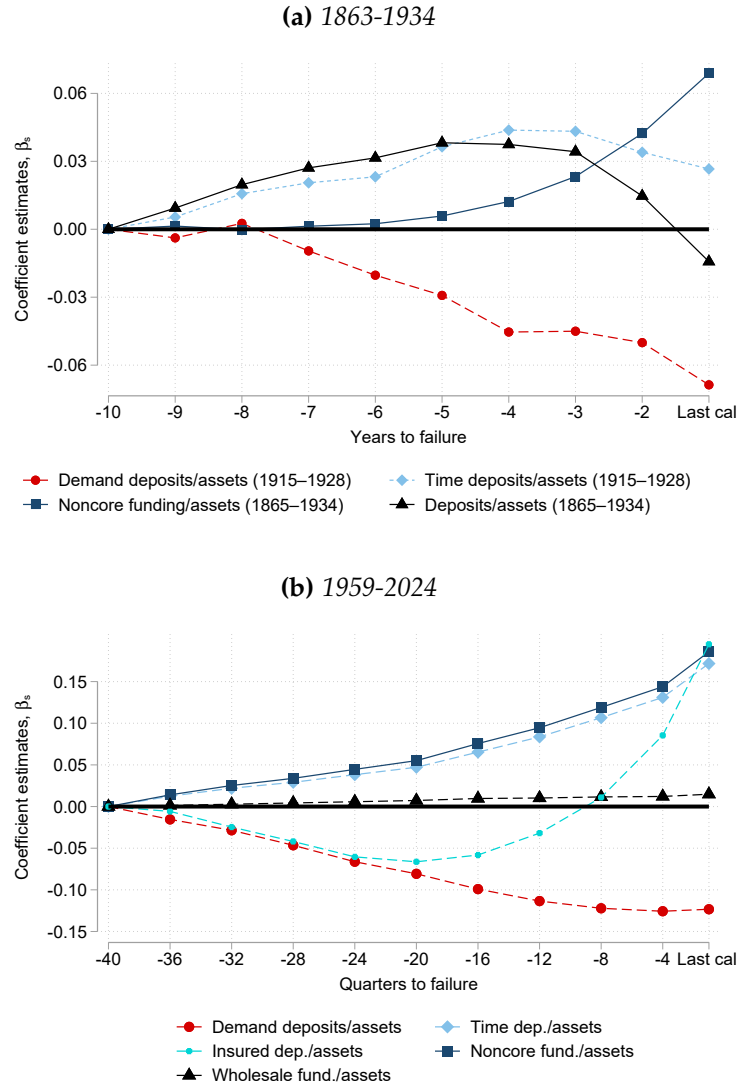 (a) 1863-1934
Coefficient estimates, βs
0.06
0.03
0.00
-0.03
-0.06
-10 -9 -8 -7 -6 -5 -4 -3 -2 Last cal
Years to failure
Demand deposits/assets (1915–1928) Time deposits/assets (1915–1928)
Noncore funding/assets (1865–1934) Deposits/assets (1865–1934)
(b) 1959-2024
Coefficient estimates, βs
0.15
0.10
0.05
0.00
-0.05
-0.10
-0.15
-40 -36 -32 -28 -24 -20 -16 -12 -8 -4 Last cal
Quarters to failure
Demand deposits/assets Time dep./assets
Insured dep./assets Noncore fund./assets
Wholesale fund./assets